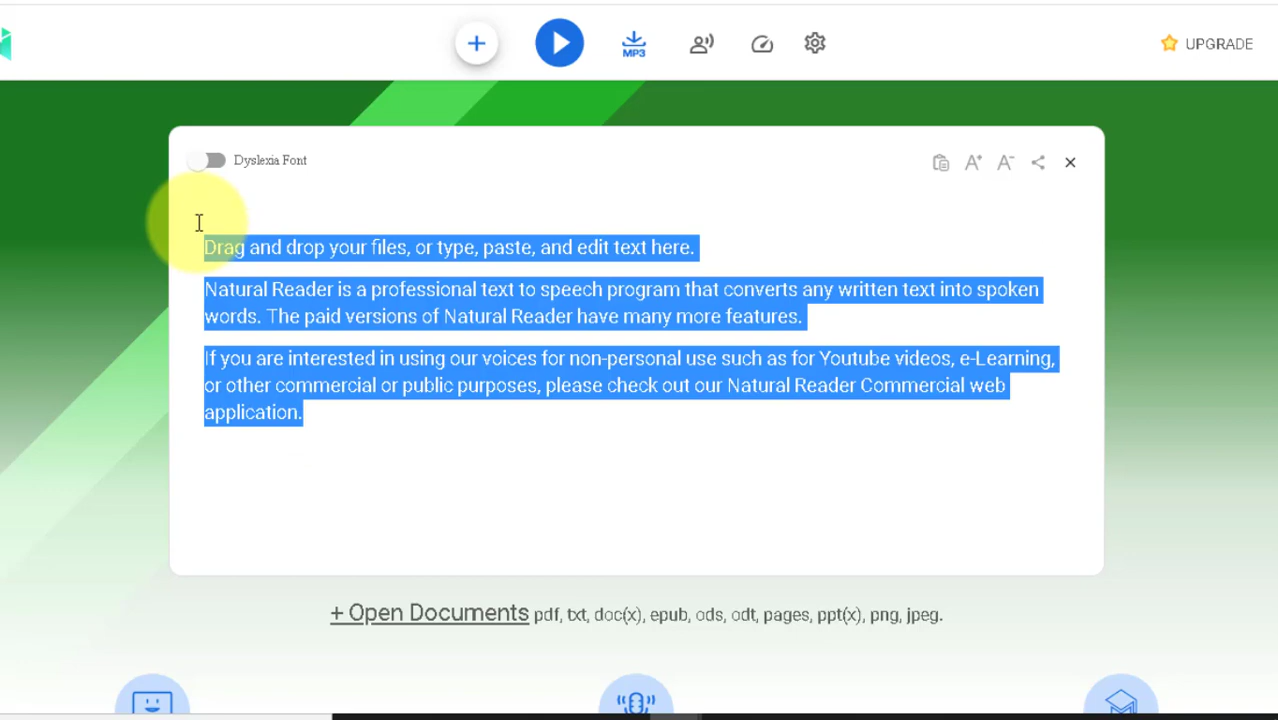 MP3
UPGRADE
Dyslexia Font
A+ A-
Drag and drop your files, or type, paste, and edit text here.
Natural Reader is a professional text to speech program that converts any written text into spoken
words. The paid versions of Natural Reader have many more features.
If you are interested in using our voices for non-personal use such as for Youtube videos, e-Learning,
or other commercial or public purposes, please check out our Natural Reader Commercial web
application.
+ Open Documents pdf, txt, doc(x), epub, ods, odt, pages, ppt(x), png, jpeg.